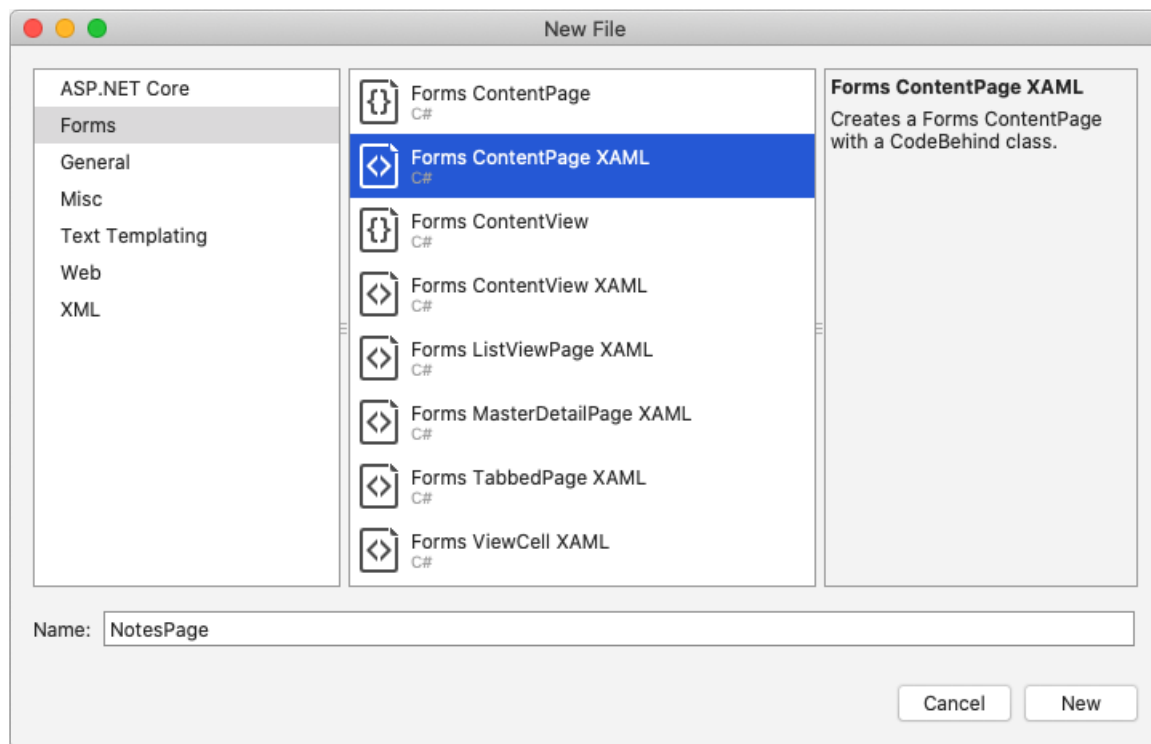 New File
ASP.NET Core
Forms
General
Misc
Text Templating
Web
XML
Forms ContentPage
C#
Forms ContentPage XAML
C#
Forms ContentView
C#
Forms ContentView XAML
C#
Forms ListViewPage XAML
C#
Forms MasterDetailPage XAML
C#
Forms TabbedPage XAML
C#
Forms ViewCell XAML
C#
Forms ContentPage XAML
Creates a Forms ContentPage
with a CodeBehind class.
Name: NotesPage
Cancel New